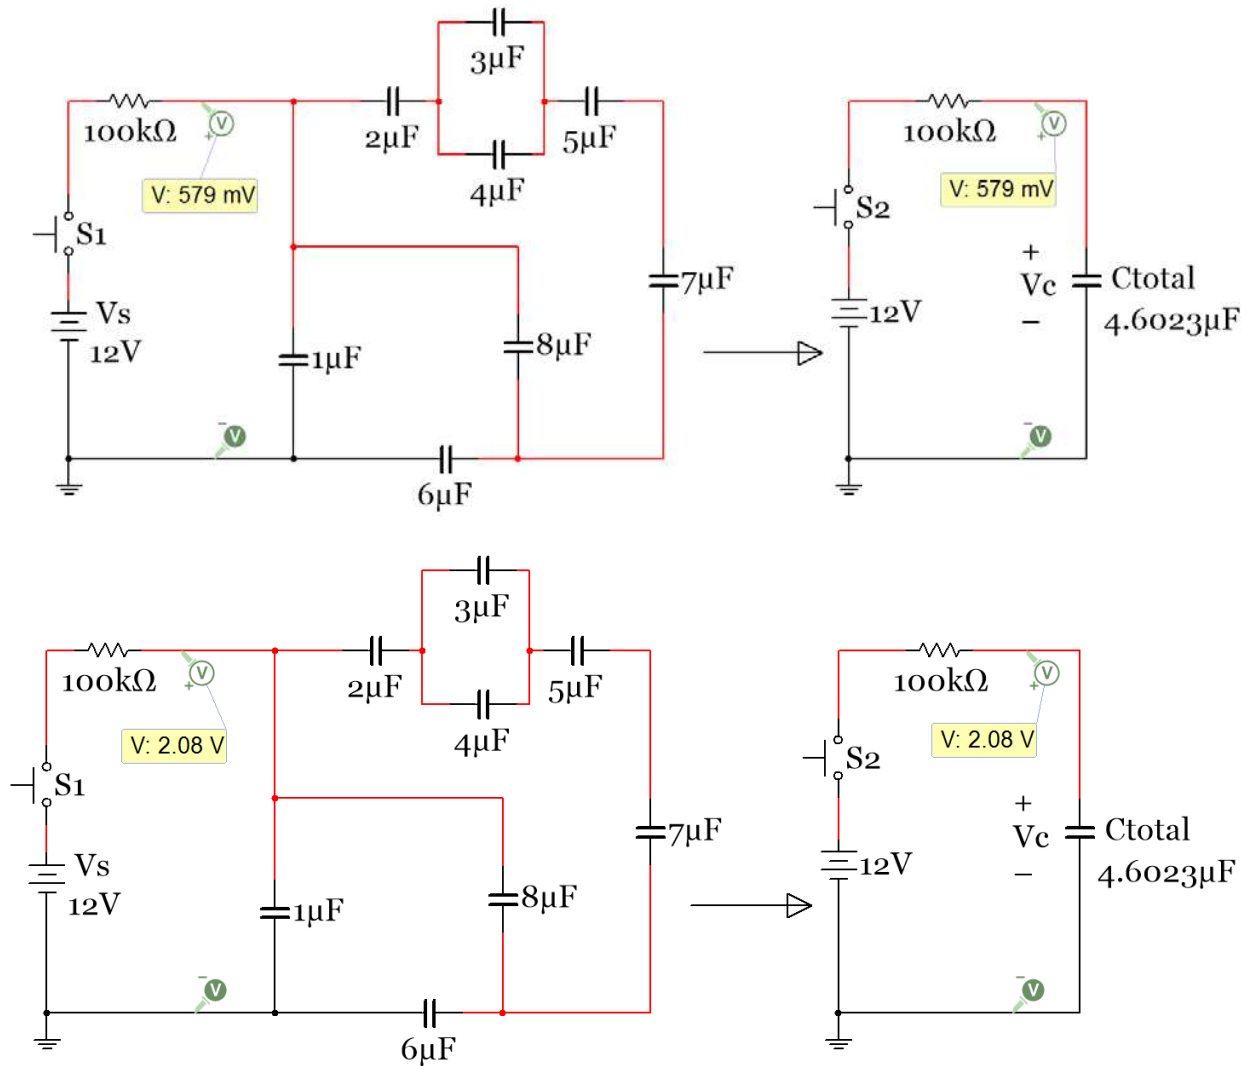 3µF
2µF
5µF
4µF
100kΩ
V
+
V: 579 mV
S1
Vs
12V
1µF
8µF
7µF
6µF
−
V
100kΩ
V
+
V: 579 mV
S2
12V
+
Vc
−
Ctotal
4.6023µF
−
V
3µF
2µF
5µF
4µF
100kΩ
V
+
V: 2.08 V
S1
Vs
12V
1µF
8µF
7µF
6µF
−
V
100kΩ
V
+
V: 2.08 V
S2
12V
+
Vc
−
Ctotal
4.6023µF
−
V